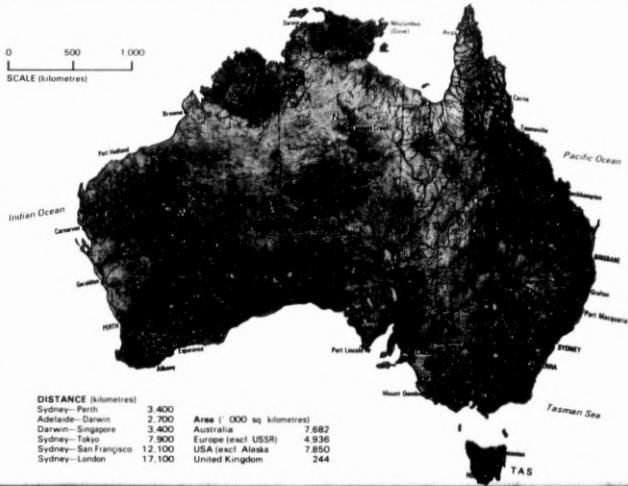 Darwin
Nhulunbuy
(Gove)
0 500 1,000
SCALE (kilometres)
Cairns
Broome
Creek
Townsville
Port Hedland
Pacific Ocean
Rockhampton
Indian Ocean
Carnarvon
BRISBANE
Geraldton
Grafton
Port Macquarie
PERTH
Esperance
Port Lincoln
SYDNEY
Albany
Mount Gambier
Tasman Sea
DISTANCE (kilometres)
Sydney—Perth 3,400
Adelaide—Darwin 2,700 Area (' 000 sq kilometres)
Darwin—Singapore 3,400 Australia 7,682
Sydney—Tokyo 7,900 Europe (excl USSR) 4,936
Sydney—San Francisco 12,100 USA (excl Alaska 7,850
Sydney—London 17,100 United Kingdom 244
TAS